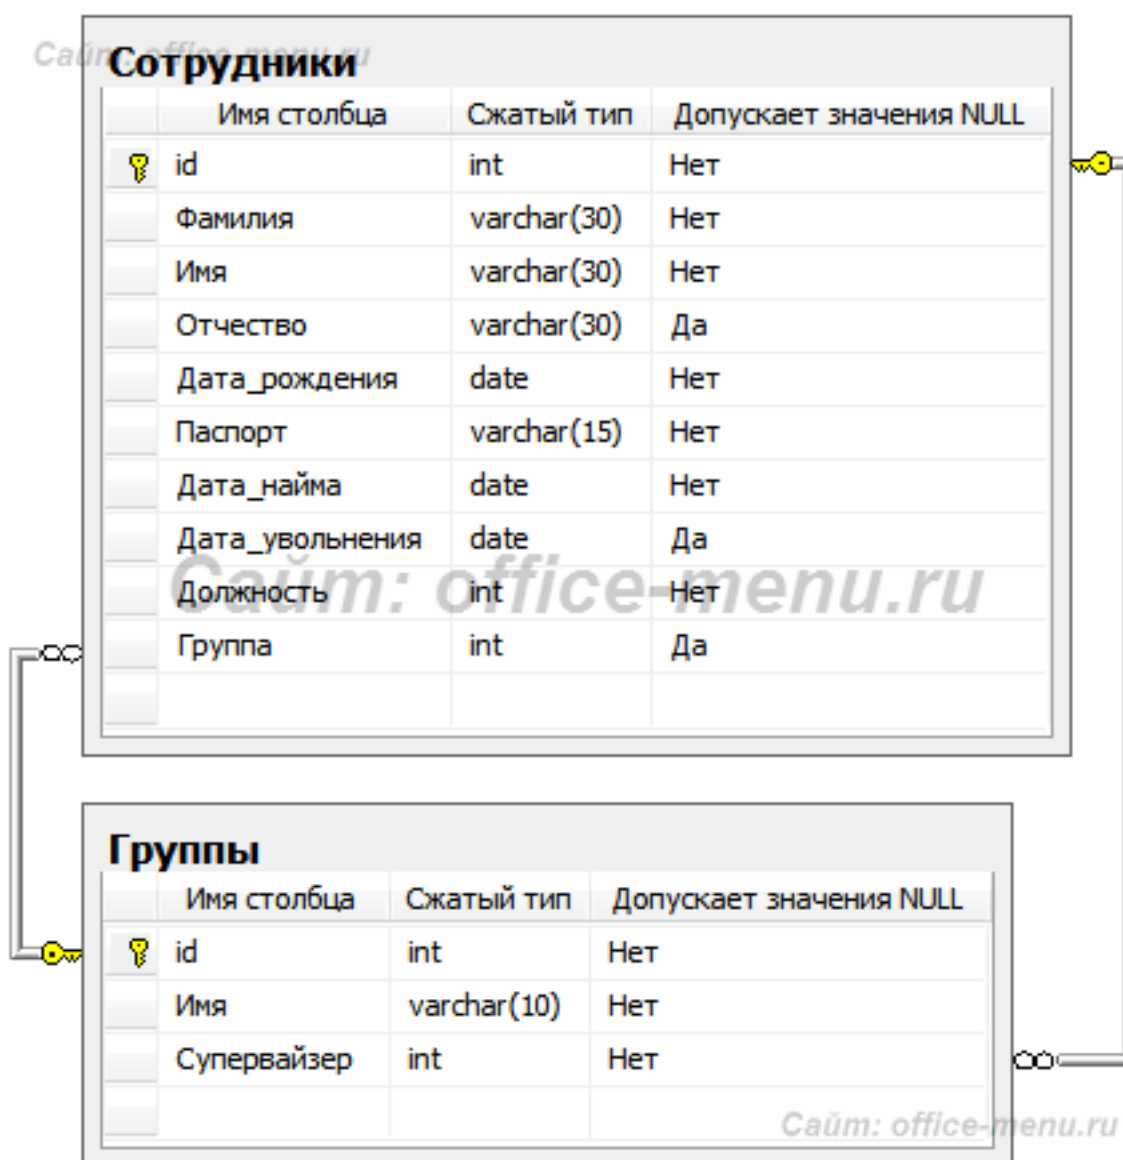 Сайт: office-menu.ru
Сотрудники
Имя столбца Сжатый тип Допускает значения NULL
id int Нет
Фамилия varchar(30) Нет
Имя varchar(30) Нет
Отчество varchar(30) Да
Дата_рождения date Нет
Паспорт varchar(15) Нет
Дата_найма date Нет
Дата_увольнения date Да
Сайт: office-menu.ru
Должность int Нет
Группа int Да
Группы
Имя столбца Сжатый тип Допускает значения NULL
id int Нет
Имя varchar(10) Нет
Супервайзер int Нет
Сайт: office-menu.ru